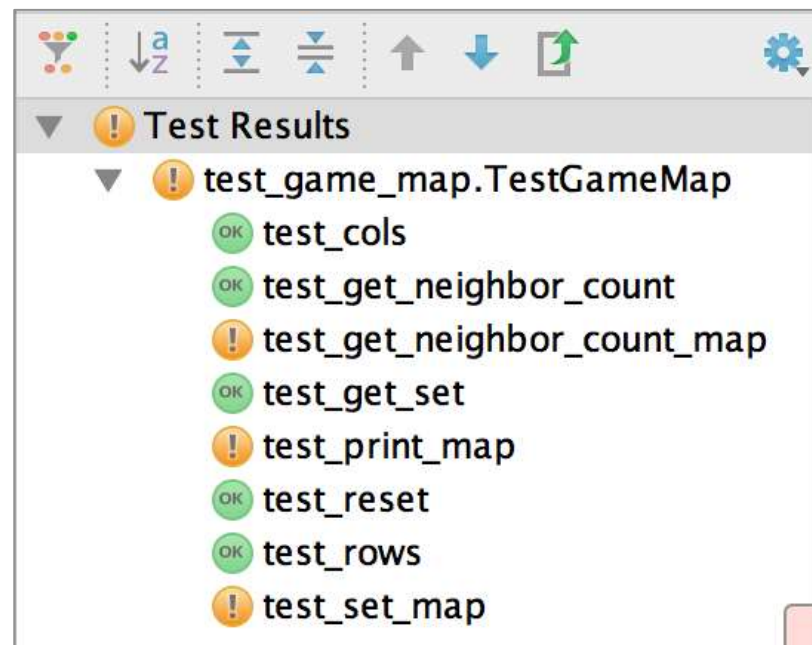 a
z
! Test Results
! test_game_map.TestGameMap
OK test_cols
OK test_get_neighbor_count
! test_get_neighbor_count_map
OK test_get_set
! test_print_map
OK test_reset
OK test_rows
! test_set_map